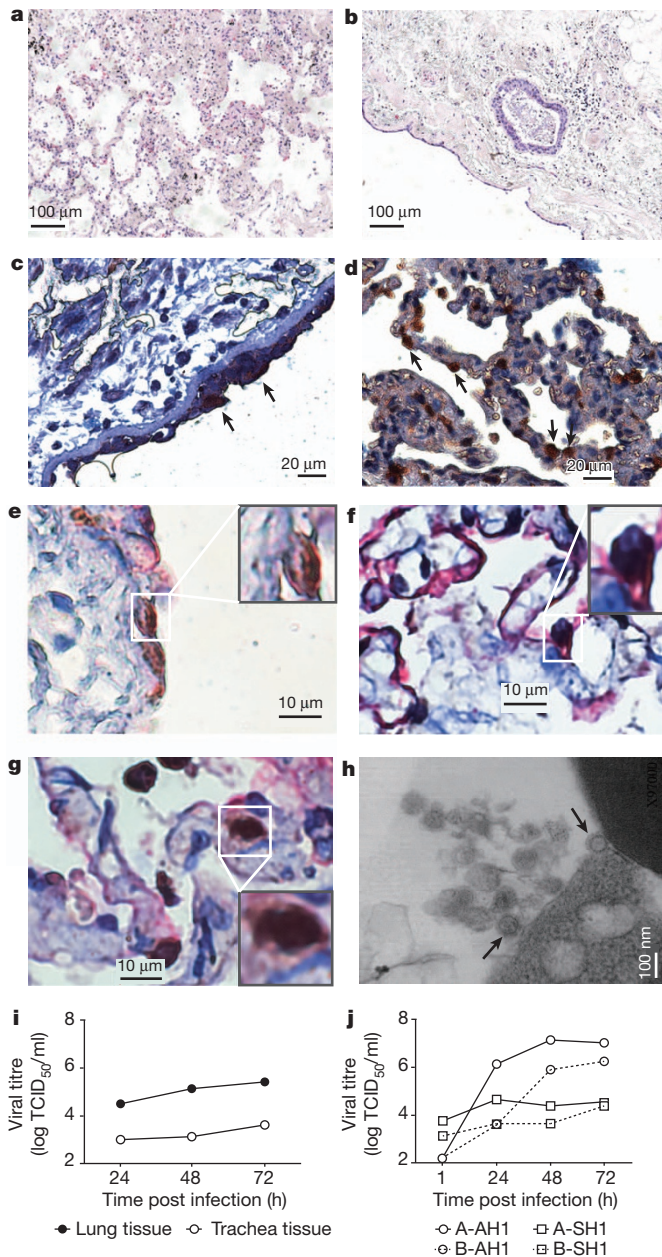 a
b
100 μm
100 μm
c
d
20 μm
20 μm
e
f
10 μm
10 μm
g
h
X97000
10 μm
100 nm
i
j
8
6
4
2
Viral titre
(log TCID50/ml)
24 48 72
Time post infection (h)
Lung tissue Trachea tissue
8
6
4
2
Viral titre
(log TCID50/ml)
1 24 48 72
Time post infection (h)
A-AH1 A-SH1
B-AH1 B-SH1